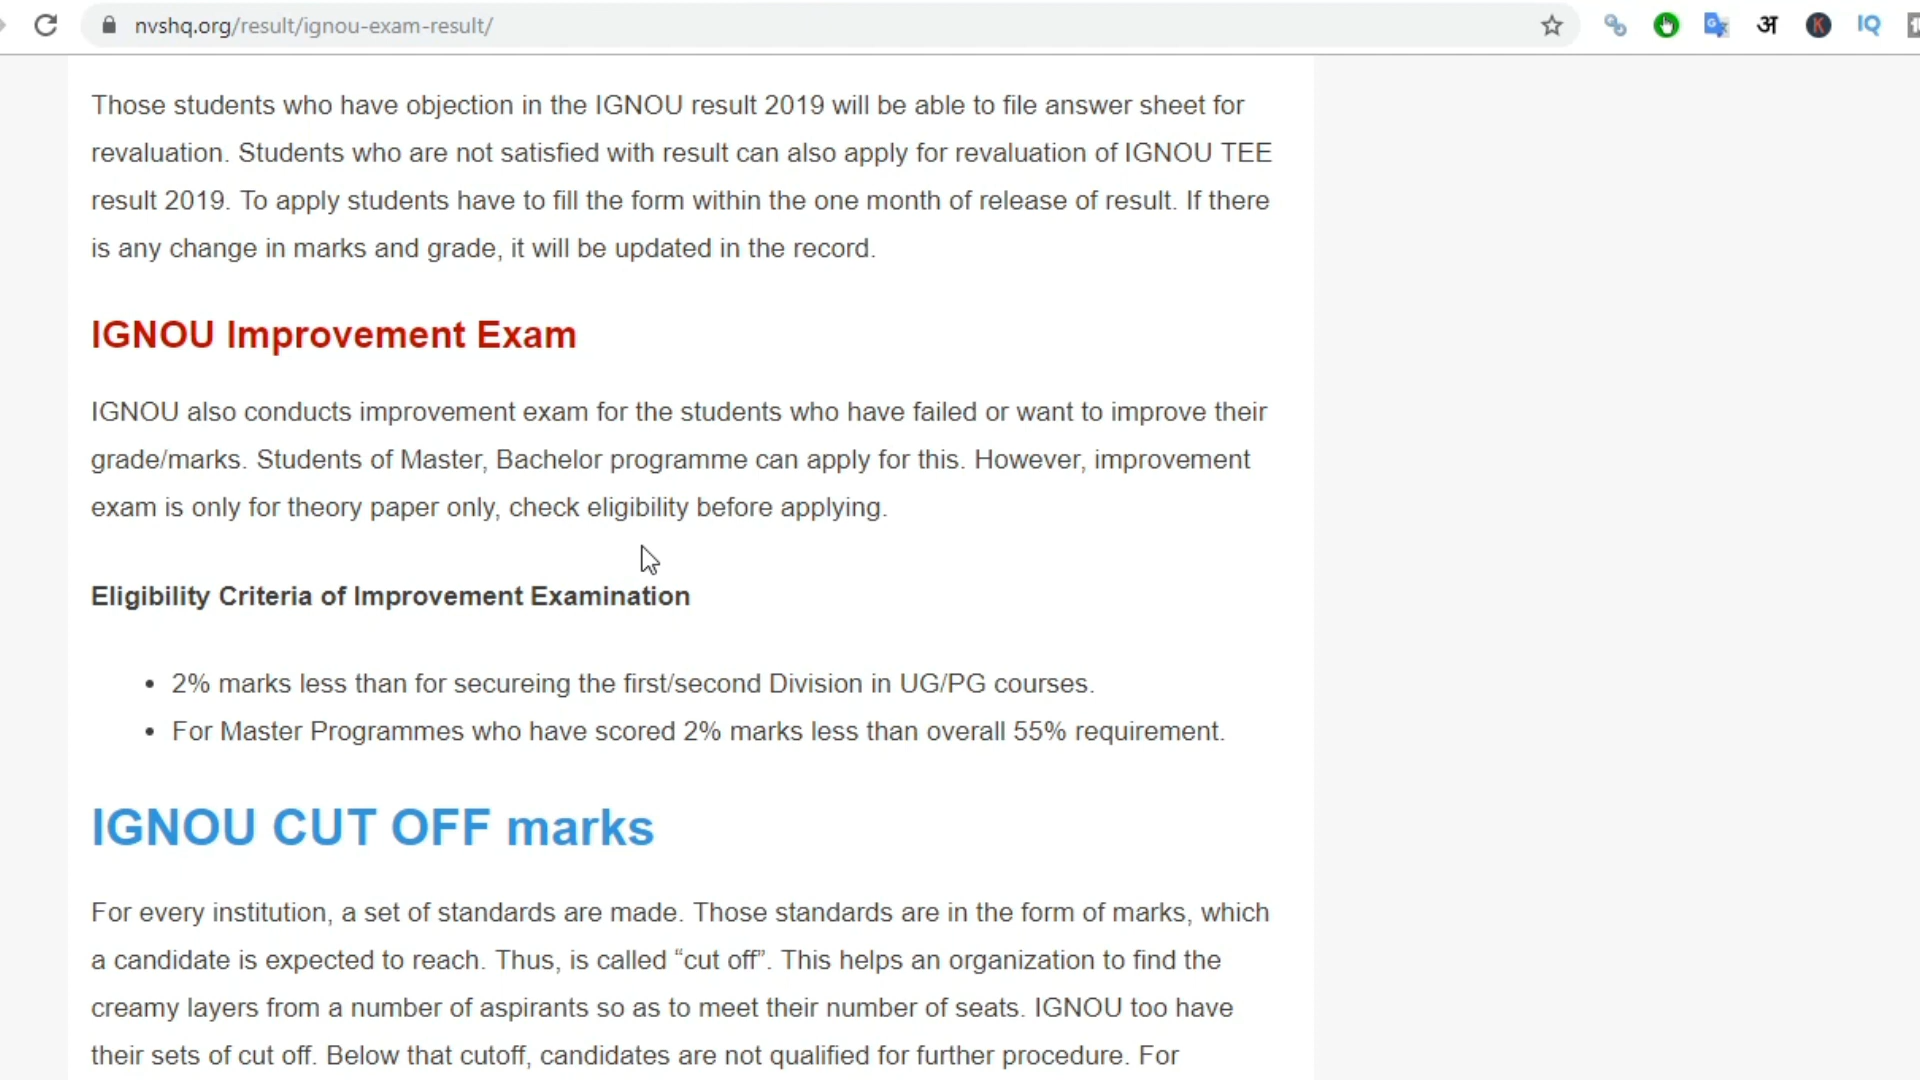 nvshq.org/result/ignou-exam-result/
अ
K
IQ
Those students who have objection in the IGNOU result 2019 will be able to file answer sheet for
revaluation. Students who are not satisfied with result can also apply for revaluation of IGNOU TEE
result 2019. To apply students have to fill the form within the one month of release of result. If there
is any change in marks and grade, it will be updated in the record.
IGNOU Improvement Exam
IGNOU also conducts improvement exam for the students who have failed or want to improve their
grade/marks. Students of Master, Bachelor programme can apply for this. However, improvement
exam is only for theory paper only, check eligibility before applying.
Eligibility Criteria of Improvement Examination
• 2% marks less than for secureing the first/second Division in UG/PG courses.
• For Master Programmes who have scored 2% marks less than overall 55% requirement.
IGNOU CUT OFF marks
For every institution, a set of standards are made. Those standards are in the form of marks, which
a candidate is expected to reach. Thus, is called “cut off”. This helps an organization to find the
creamy layers from a number of aspirants so as to meet their number of seats. IGNOU too have
their sets of cut off. Below that cutoff, candidates are not qualified for further procedure. For